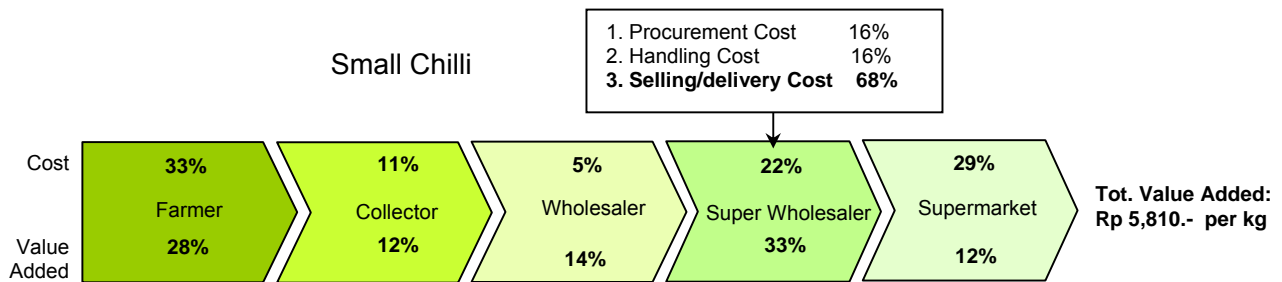 1. Procurement Cost 16%
2. Handling Cost 16%
3. Selling/delivery Cost 68%
Small Chilli
Cost 33% 11% 5% 22% 29%
Farmer Collector Wholesaler Super Wholesaler Supermarket
Value Added 28% 12% 14% 33% 12%
Tot. Value Added:
Rp 5,810.- per kg